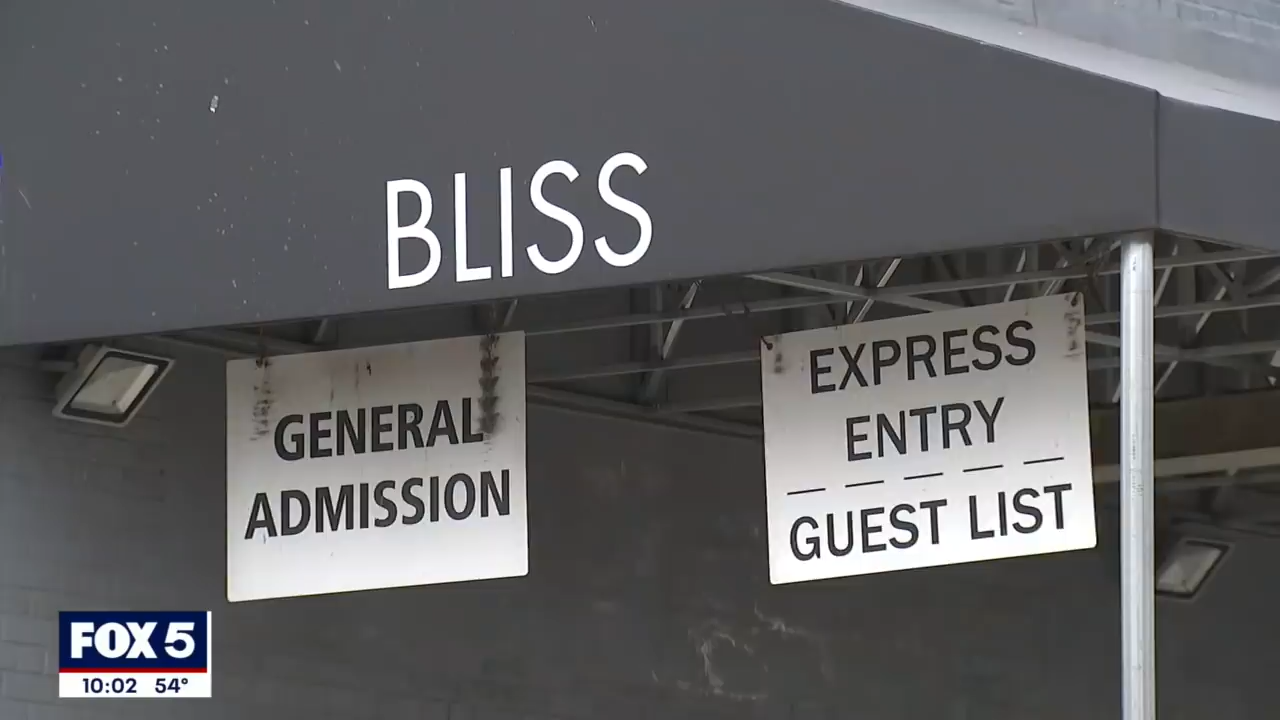 BLISS
GENERAL
ADMISSION
EXPRESS
ENTRY
GUEST LIST
FOX 5
10:02 54°